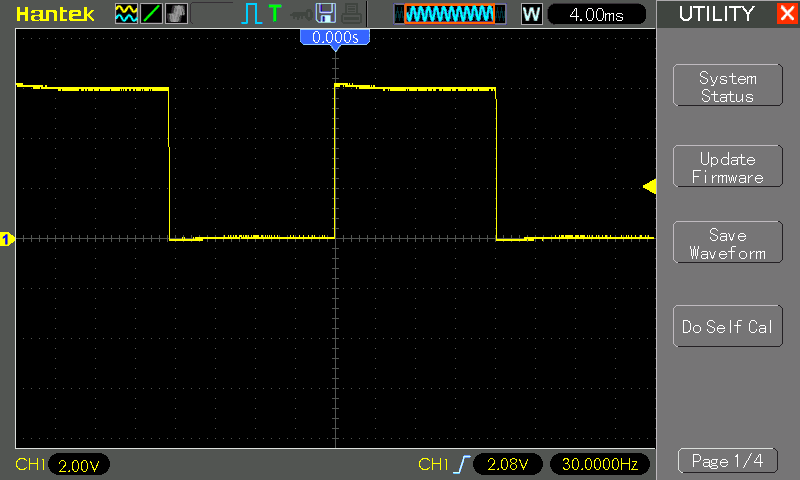 Hantek
T
W
4.00ms
UTILITY
X
0.000s
System
Status
Update
Firmware
1
Save
Waveform
Do Self Cal
CH1 2.00V
CH1 2.08V 30.0000Hz
Page 1/4